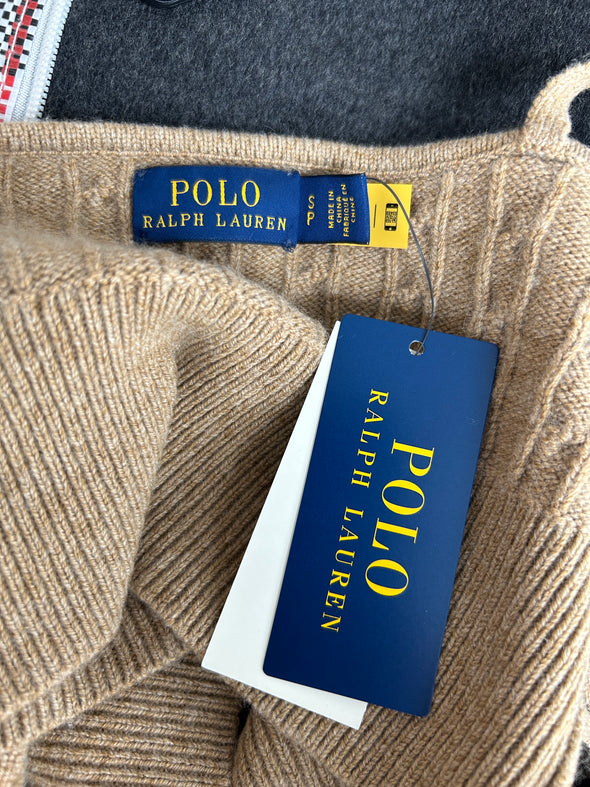 POLO
RALPH LAUREN
S
P
MADE IN
CHINA
FABRIQUÉ EN
CHINE
POLO
RALPH LAUREN